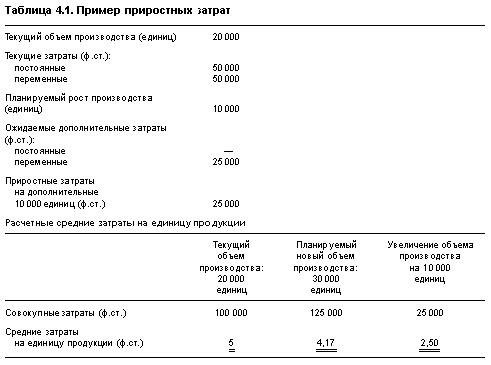 Таблица 4.1. Пример приростных затрат
Текущий объем производства (единиц) 20 000
Текущие затраты (ф.ст.):
постоянные 50 000
переменные 50 000
Планируемый рост производства
(единиц) 10 000
Ожидаемые дополнительные затраты
(ф.ст.):
постоянные —
переменные 25 000
Приростные затраты
на дополнительные
10 000 единиц (ф.ст.) 25 000
Расчетные средние затраты на единицу продукции
Текущий Планируемый Увеличение объема
объем новый объем производства
производства: производства: на 10 000
20 000 30 000 единиц
единиц единиц
Совокупные затраты (ф.ст.) 100 000 125 000 25 000
Средние затраты
на единицу продукции (ф.ст.) 5 4,17 2,50